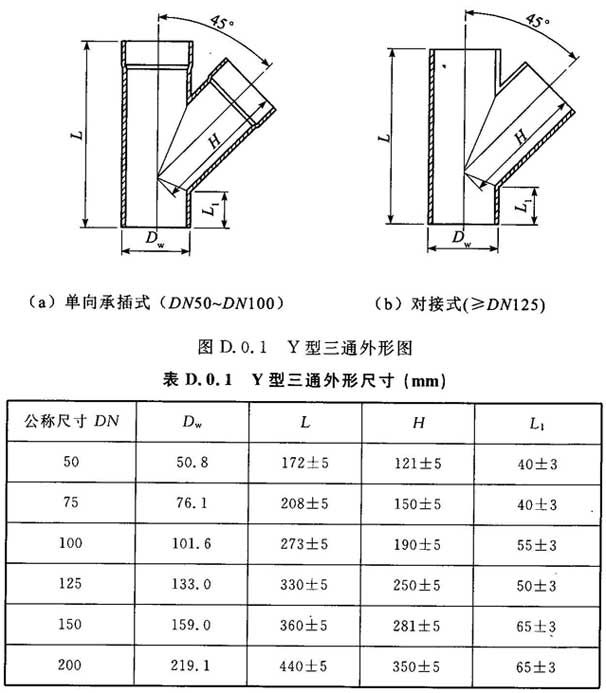 45°
45°
L
H
L₁
D_w
L
H
L₁
D_w
（a）单向承插式（DN50~DN100）
（b）对接式(≥DN125)
图 D.0.1 Y 型三通外形图
表 D.0.1 Y 型三通外形尺寸 (mm)
公称尺寸 DN D_w L H L₁
50 50.8 172±5 121±5 40±3
75 76.1 208±5 150±5 40±3
100 101.6 273±5 190±5 55±3
125 133.0 330±5 250±5 50±3
150 159.0 360±5 281±5 65±3
200 219.1 440±5 350±5 65±3